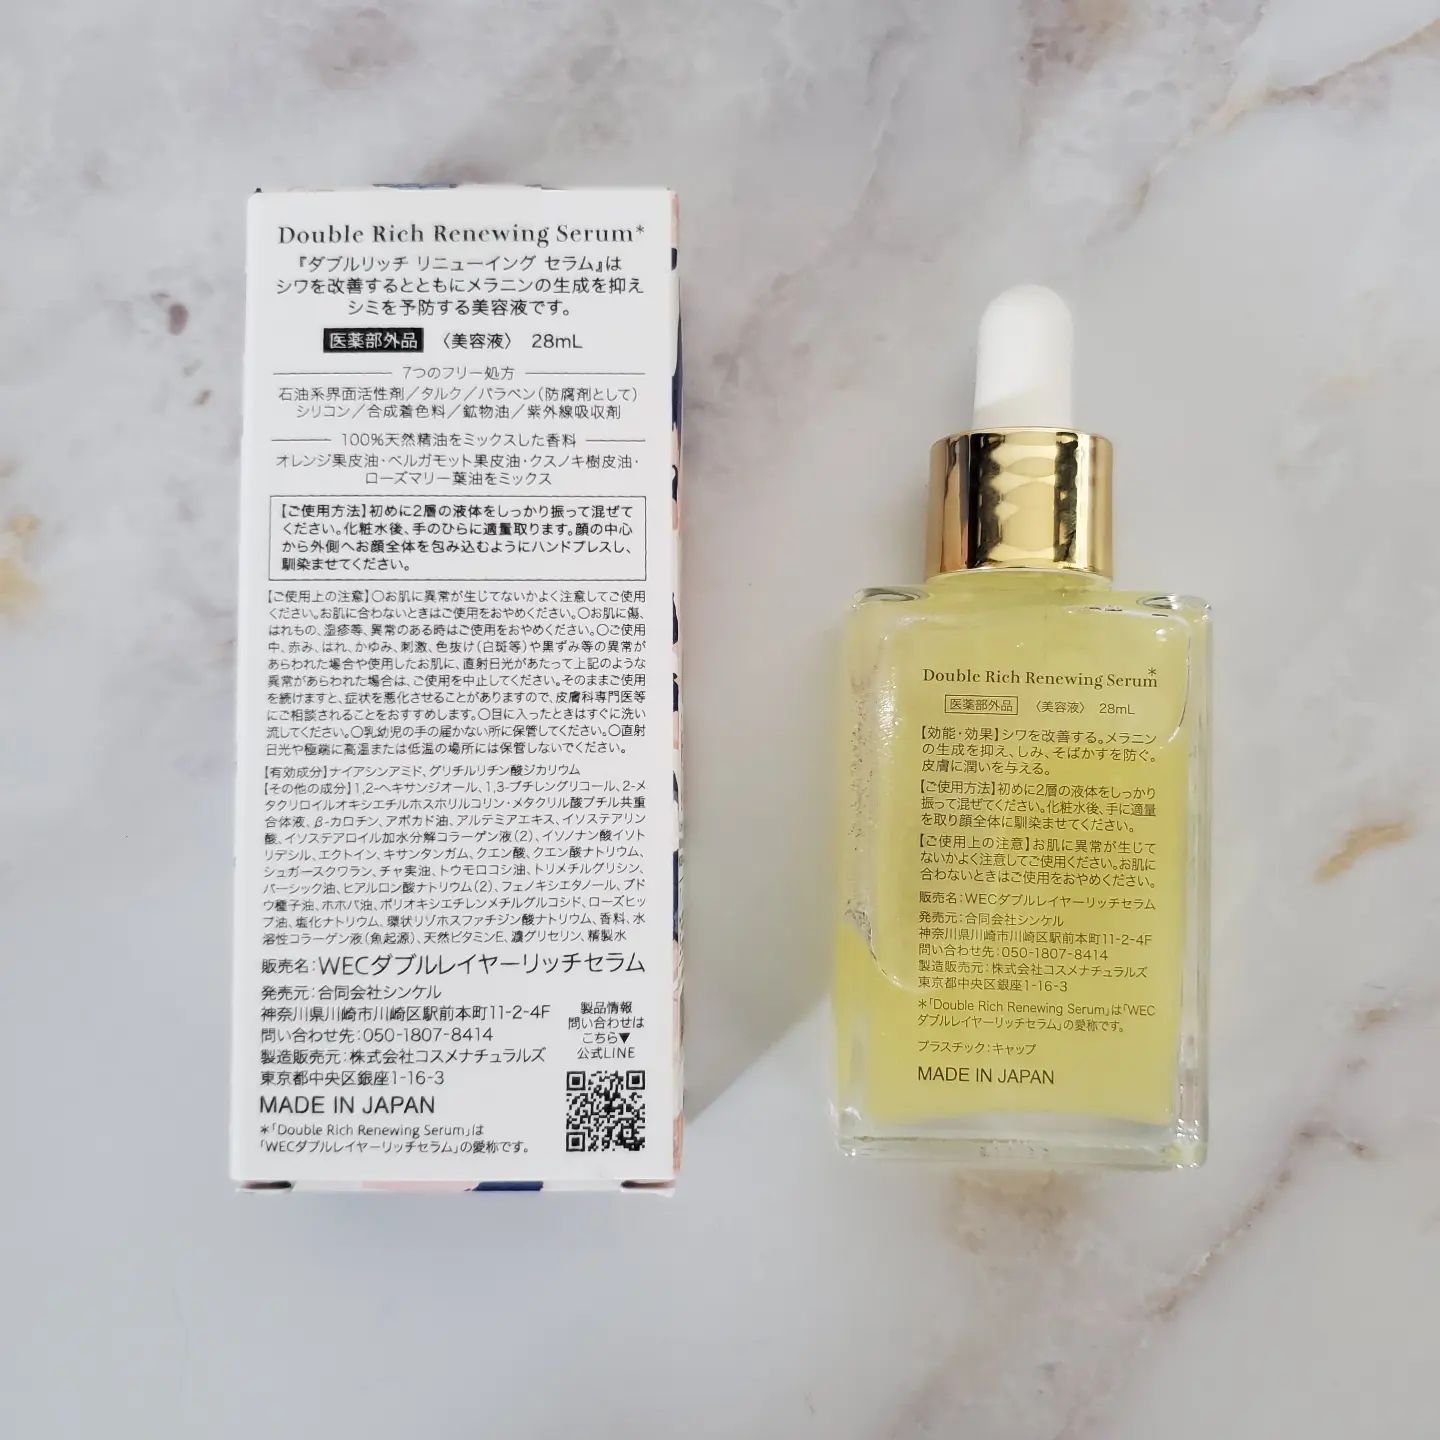 Double Rich Renewing Serum*
『ダブルリッチ リニューイング セラム』は
シワを改善するとともにメラニンの生成を抑え
シミを予防する美容液です。
医薬部外品 〈美容液〉 28mL
7つのフリー処方
石油系界面活性剤／タルク／パラベン（防腐剤として）
シリコン／合成着色料／鉱物油／紫外線吸収剤
100%天然精油をミックスした香料
オレンジ果皮油・ベルガモット果皮油・クスノキ樹皮油・
ローズマリー葉油をミックス
【ご使用方法】初めに2層の液体をしっかり振って混ぜて
ください。化粧水後、手のひらに適量取ります。顔の中心
から外側へお顔全体を包み込むようにハンドプレスし、
馴染ませてください。
【ご使用上の注意】〇お肌に異常が生じてないかよく注意してご使用
ください。お肌に合わないときはご使用をおやめください。〇お肌に傷、
はれもの、湿疹等、異常のある時はご使用をおやめください。〇ご使用
中、赤み、はれ、かゆみ、刺激、色抜け（白斑等）や黒ずみ等の異常が
あらわれた場合や使用したお肌に、直射日光があたって上記のような
異常があらわれた場合は、ご使用を中止してください。そのままご使用
を続けますと、症状を悪化させることがありますので、皮膚科専門医等
にご相談されることをおすすめします。〇目に入ったときはすぐに洗い
流してください。〇乳幼児の手の届かない所に保管してください。〇直射
日光や極端に高温または低温の場所には保管しないでください。
【有効成分】ナイアシンアミド、グリチルリチン酸ジカリウム
【その他の成分】1,2-ヘキサンジオール、1,3-ブチレングリコール、2-メ
タクリロイルオキシエチルホスホリルコリン・メタクリル酸ブチル共重
合体液、β-カロチン、アボカド油、アルテミアエキス、イソステアリン
酸、イソステアロイル加水分解コラーゲン液（2）、イソノナン酸イソト
リデシル、エクトイン、キサンタンガム、クエン酸、クエン酸ナトリウム、
シュガースクワラン、チャ実油、トウモロコシ油、トリメチルグリシン、
パーシック油、ヒアルロン酸ナトリウム（2）、フェノキシエタノール、ブド
ウ種子油、ホホバ油、ポリオキシエチレンメチルグルコシド、ローズヒッ
プ油、塩化ナトリウム、環状リゾホスファチジン酸ナトリウム、香料、水
溶性コラーゲン液（魚起源）、天然ビタミンE、濃グリセリン、精製水
販売名：WECダブルレイヤーリッチセラム
発売元：合同会社シンケル
神奈川県川崎市川崎区駅前本町11-2-4F
問い合わせ先：050-1807-8414
製造販売元：株式会社コスメナチュラルズ
東京都中央区銀座1-16-3
MADE IN JAPAN
＊「Double Rich Renewing Serum」は
「WECダブルレイヤーリッチセラム」の愛称です。
製品情報
問い合わせは
こちら▼
公式LINE
Double Rich Renewing Serum*
医薬部外品 〈美容液〉 28mL
【効能・効果】シワを改善する。メラニン
の生成を抑え、しみ、そばかすを防ぐ。
皮膚に潤いを与える。
【ご使用方法】初めに2層の液体をしっかり
振って混ぜてください。化粧水後、手に適量
を取り顔全体に馴染ませてください。
【ご使用上の注意】お肌に異常が生じて
ないかよく注意してご使用ください。お肌に
合わないときはご使用をおやめください。
販売名：WECダブルレイヤーリッチセラム
発売元：合同会社シンケル
神奈川県川崎市川崎区駅前本町11-2-4F
問い合わせ先：050-1807-8414
製造販売元：株式会社コスメナチュラルズ
東京都中央区銀座1-16-3
＊「Double Rich Renewing Serum」は「WEC
ダブルレイヤーリッチセラム」の愛称です。
プラスチック：キャップ
MADE IN JAPAN